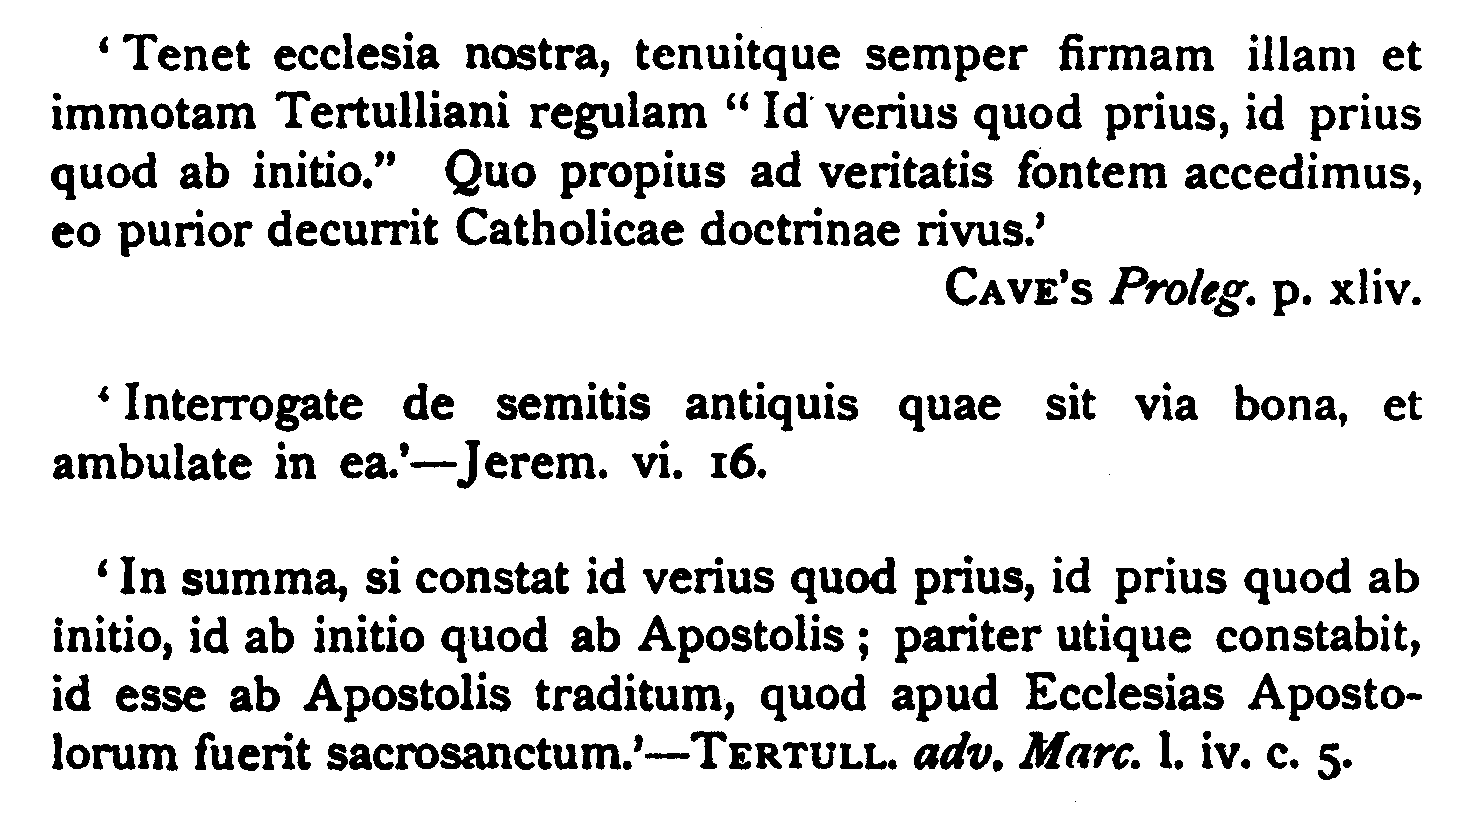 ‘ Tenet ecclesia nostra, tenuitque semper firmam illam et
immotam Tertulliani regulam “ Id verius quod prius, id prius
quod ab initio.” Quo propius ad veritatis fontem accedimus,
eo purior decurrit Catholicae doctrinae rivus.’
CAVE’S Proleg. p. xliv.
‘ Interrogate de semitis antiquis quae sit via bona, et
ambulate in ea.’—Jerem. vi. 16.
‘ In summa, si constat id verius quod prius, id prius quod ab
initio, id ab initio quod ab Apostolis ; pariter utique constabit,
id esse ab Apostolis traditum, quod apud Ecclesias Aposto-
lorum fuerit sacrosanctum.’—TERTULL. adv. Marc. l. iv. c. 5.